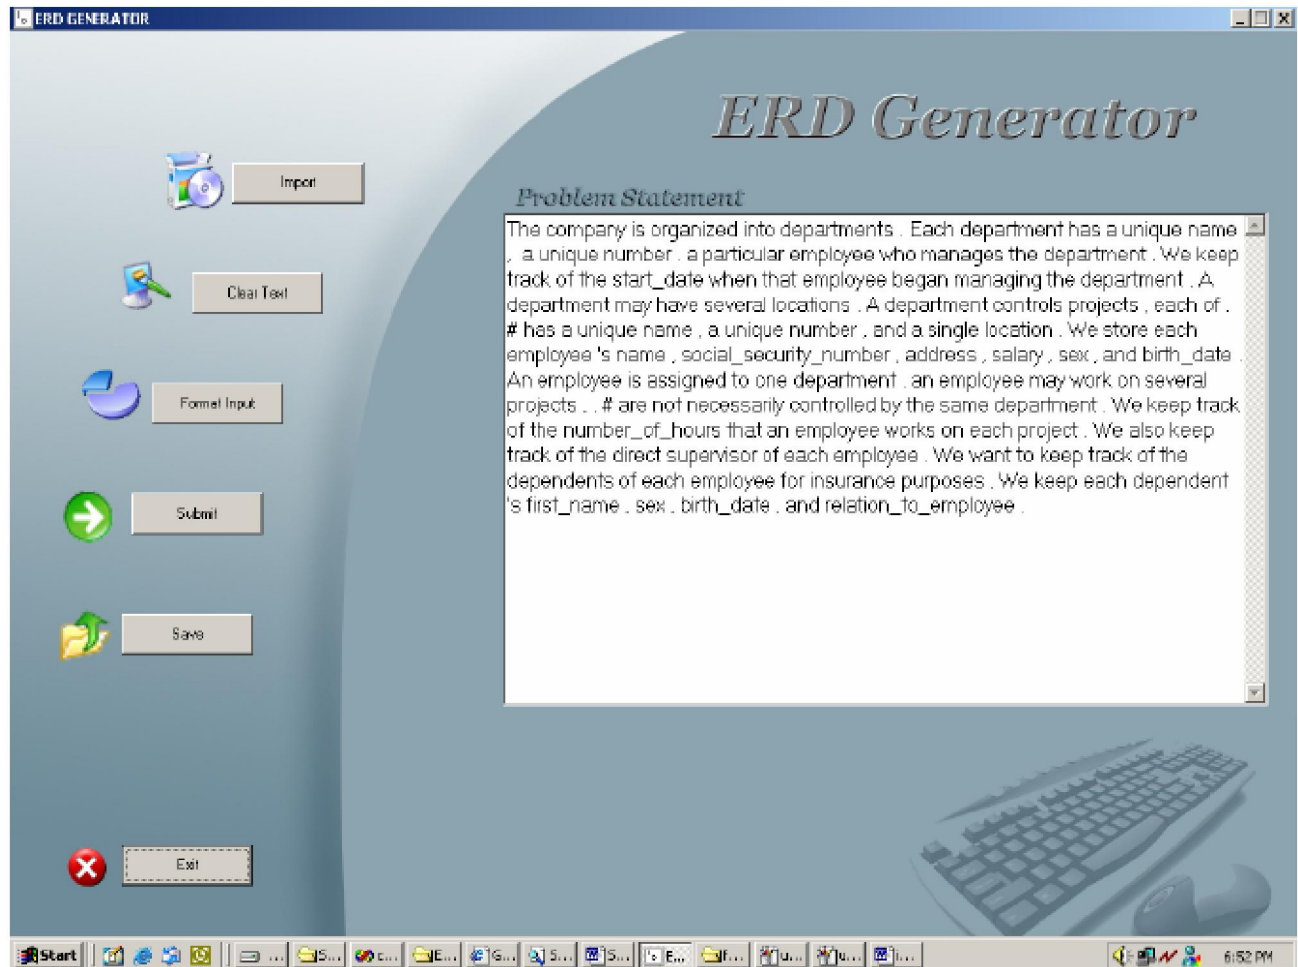 ERD GENERATOR
ERD Generator
Import
Problem Statement
The company is organized into departments . Each department has a unique name
, a unique number . a particular employee who manages the department . We keep
track of the start_date when that employee began managing the department . A
department may have several locations . A department controls projects , each of .
# has a unique name , a unique number , and a single location . We store each
employee 's name , social_security_number , address , salary , sex , and birth_date .
An employee is assigned to one department . an employee may work on several
projects . . # are not necessarily controlled by the same department . We keep track
of the number_of_hours that an employee works on each project . We also keep
track of the direct supervisor of each employee . We want to keep track of the
dependents of each employee for insurance purposes . We keep each dependent
's first_name , sex , birth_date , and relation_to_employee .
Clear Text
Format Input
Submit
Save
Exit
Start ... S... c... E... G... S... S... E... f... u... u... i... 6:52 PM